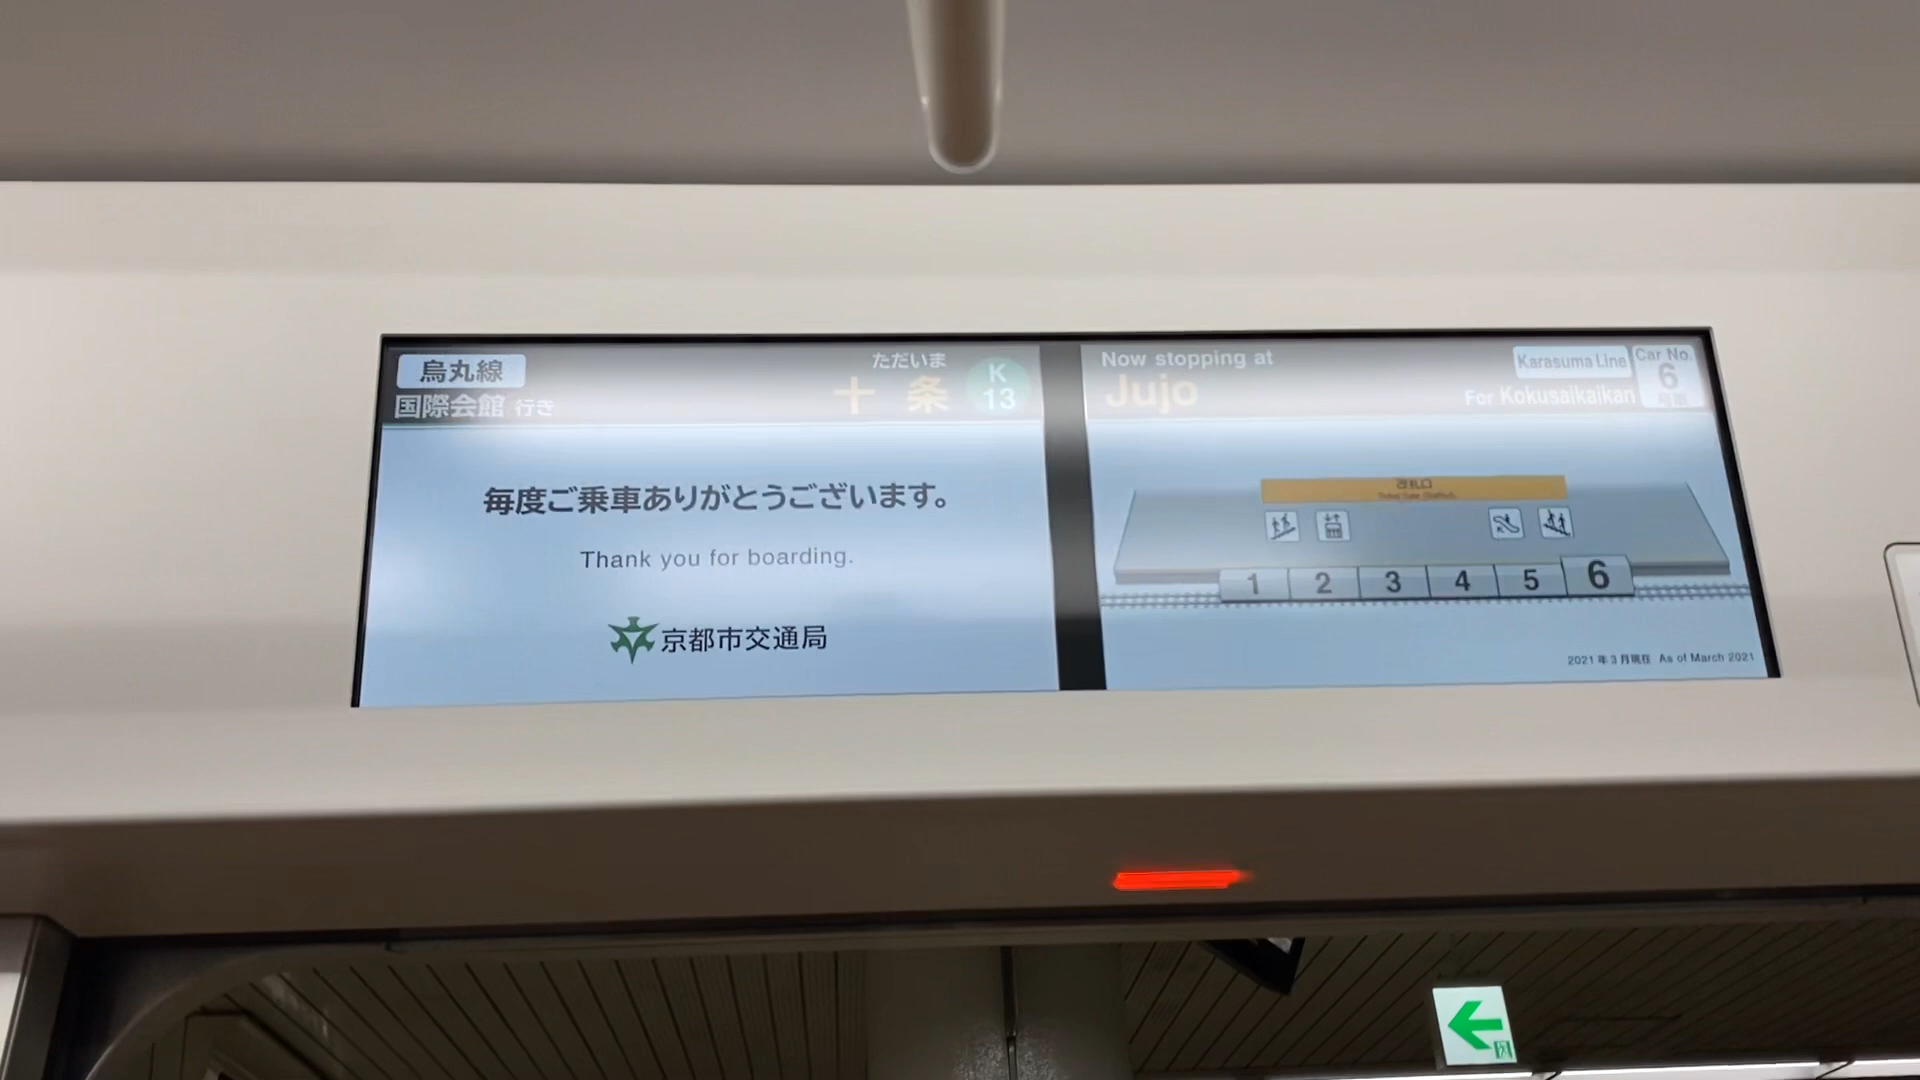 烏丸線
国際会館 行き
ただいま
十条
K
13
毎度ご乗車ありがとうございます。
Thank you for boarding.
京都市交通局
Now stopping at
Jujo
Karasuma Line
For Kokusaikaikan
Car No.
6
号車
改札口
1 2 3 4 5 6
2021年3月現在 As of March 2021